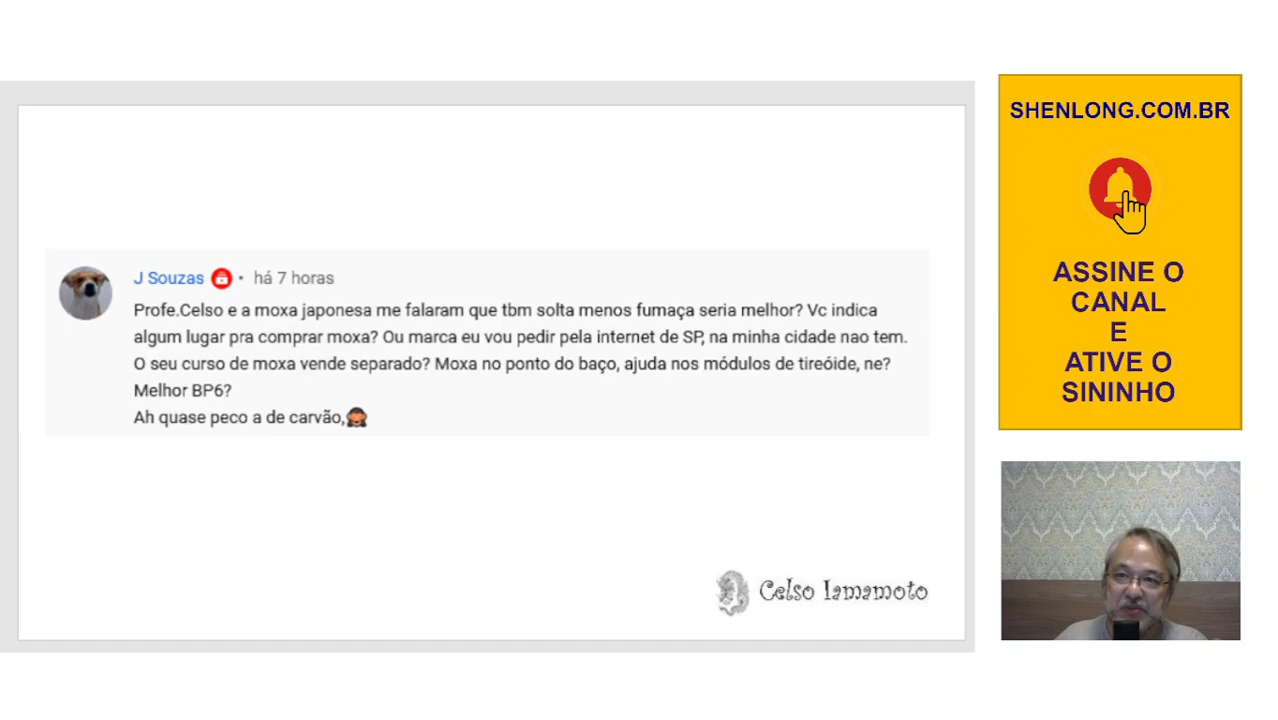 J Souzas • há 7 horas
Profe.Celso e a moxa japonesa me falaram que tbm solta menos fumaça seria melhor? Vc indica
algum lugar pra comprar moxa? Ou marca eu vou pedir pela internet de SP, na minha cidade nao tem.
O seu curso de moxa vende separado? Moxa no ponto do baço, ajuda nos módulos de tireóide, ne?
Melhor BP6?
Ah quase peco a de carvão,🙈
Celso Iamamoto
SHENLONG.COM.BR
ASSINE O
CANAL
E
ATIVE O
SININHO